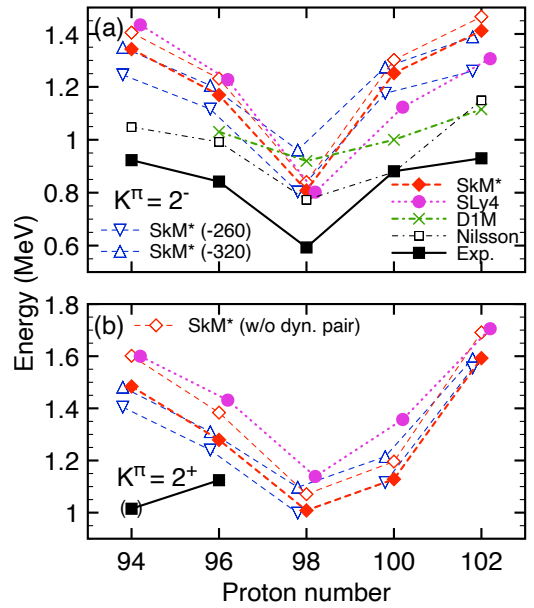 (a)
1.4
1.2
1
0.8
0.6
Kπ = 2-
SkM* (-260)
SkM* (-320)
SkM*
SLy4
D1M
Nilsson
Exp.
Energy (MeV)
(b)
SkM* (w/o dyn. pair)
1.8
1.6
1.4
1.2
1
Kπ = 2+
( )
94 96 98 100 102
Proton number